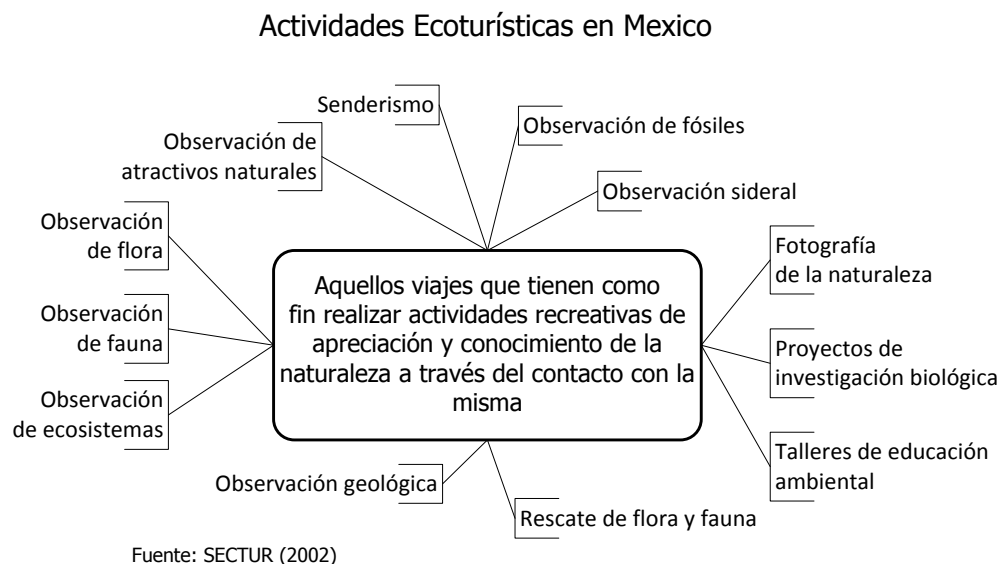 Actividades Ecoturísticas en Mexico
Senderismo
Observación de fósiles
Observación de
atractivos naturales
Observación sideral
Observación
de flora
Fotografía
de la naturaleza
Aquellos viajes que tienen como
fin realizar actividades recreativas de
apreciación y conocimiento de la
naturaleza a través del contacto con la
misma
Observación
de fauna
Proyectos de
investigación biológica
Observación
de ecosistemas
Talleres de educación
ambiental
Observación geológica
Rescate de flora y fauna
Fuente: SECTUR (2002)